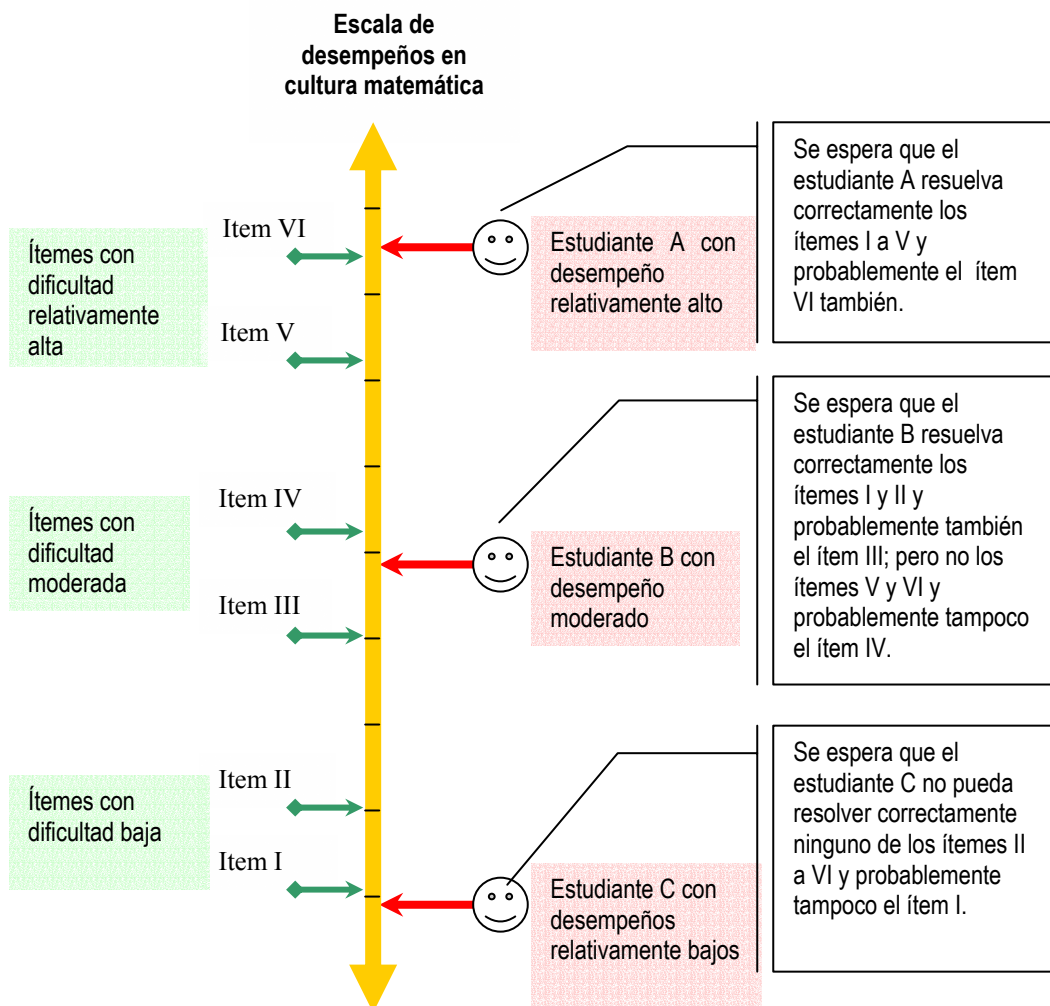 Escala de
desempeños en
cultura matemática
Ítemes con
dificultad
relativamente
alta
Item VI
Item V
Estudiante A con
desempeño
relativamente alto
Se espera que el
estudiante A resuelva
correctamente los
ítemes I a V y
probablemente el ítem
VI también.
Ítemes con
dificultad
moderada
Item IV
Item III
Estudiante B con
desempeño
moderado
Se espera que el
estudiante B resuelva
correctamente los
ítemes I y II y
probablemente también
el ítem III; pero no los
ítemes V y VI y
probablemente tampoco
el ítem IV.
Ítemes con
dificultad baja
Item II
Item I
Estudiante C con
desempeños
relativamente bajos
Se espera que el
estudiante C no pueda
resolver correctamente
ninguno de los ítemes II
a VI y probablemente
tampoco el ítem I.